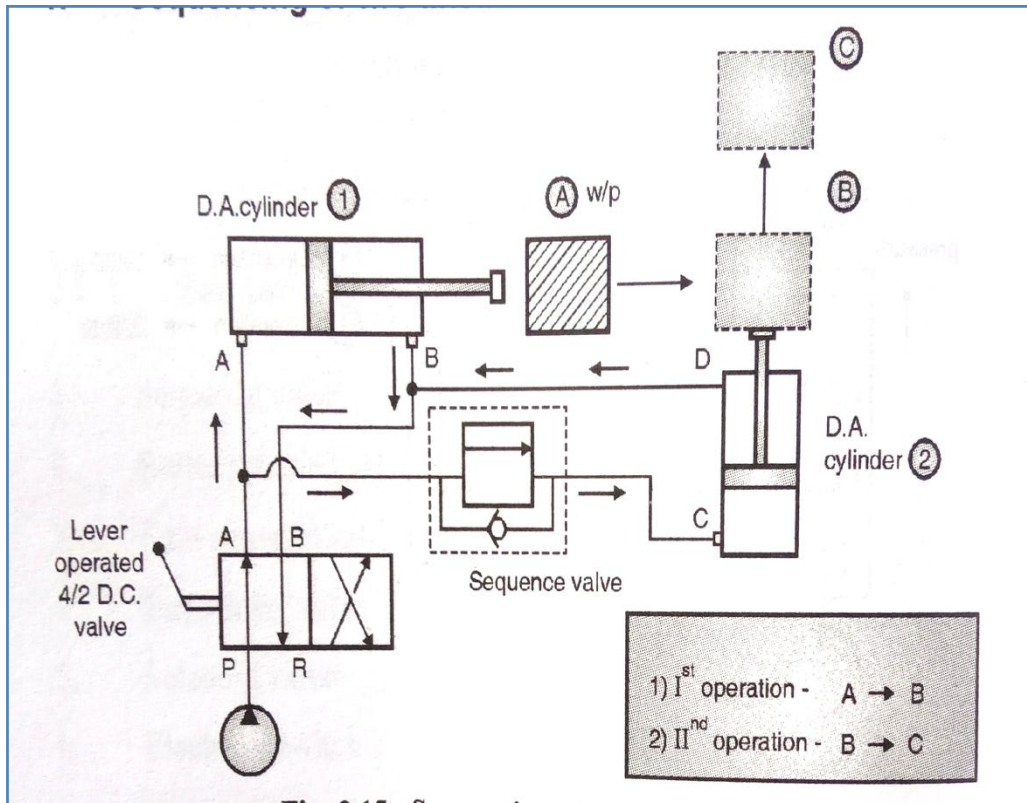 C
D.A.cylinder 1
A w/p
B
A
B
D
D.A.
cylinder 2
C
Lever
operated
4/2 D.C.
valve
A B
Sequence valve
P R
1) Ist operation - A → B
2) IInd operation - B → C